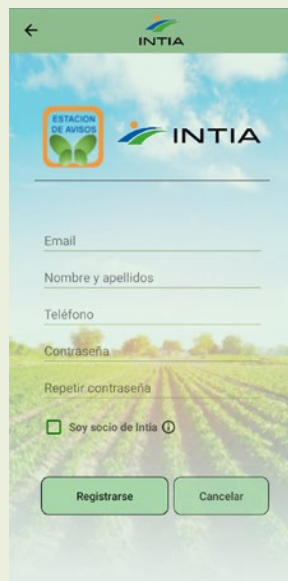 INTIA
ESTACION
DE AVISOS
INTIA
Email
Nombre y apellidos
Teléfono
Contraseña
Repetir contraseña
Soy socio de Intia
Registrarse
Cancelar